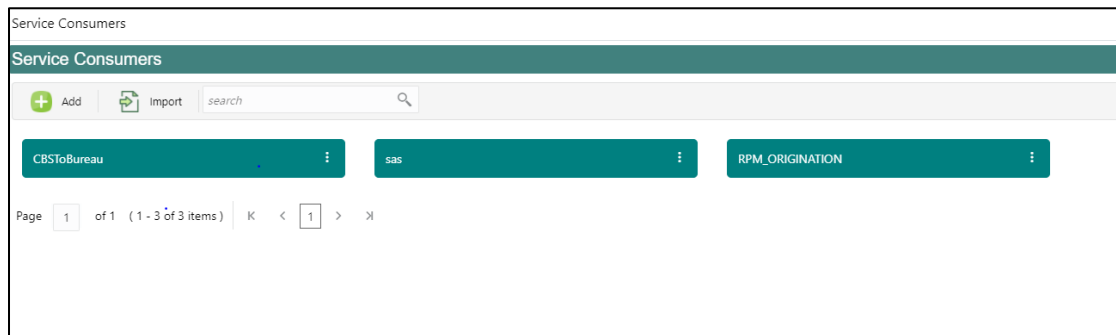 Service Consumers
Service Consumers
Add Import search
CBSToBureau sas RPM_ORIGINATION
Page 1 of 1 (1 - 3 of 3 items) K < 1 > >|